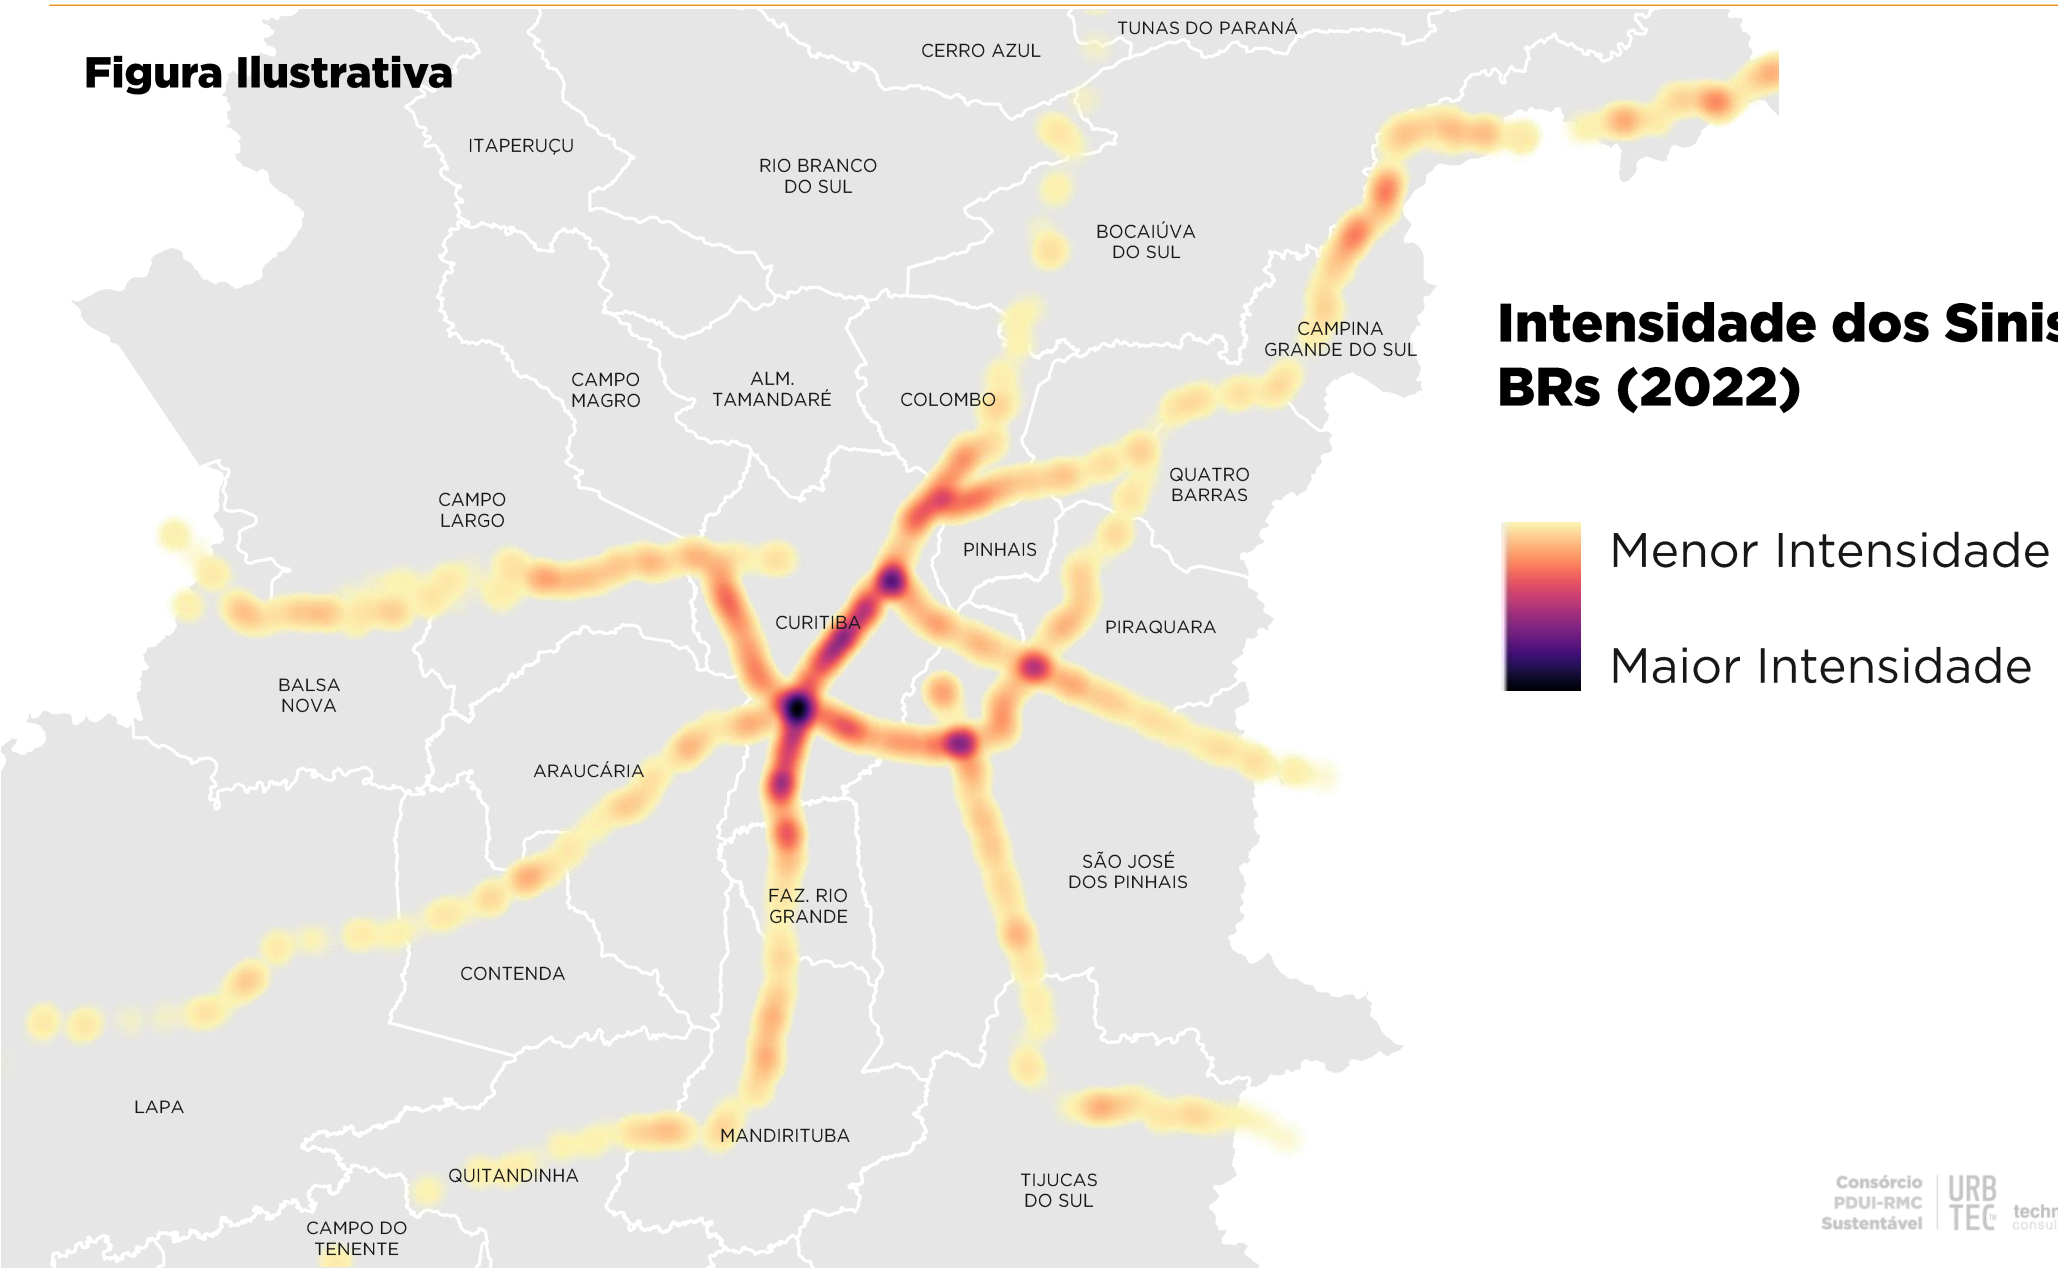 Figura Ilustrativa
TUNAS DO PARANÁ
CERRO AZUL
ITAPERUÇU
RIO BRANCO
DO SUL
BOCAIÚVA
DO SUL
Intensidade dos Sinis
BRs (2022)
CAMPINA
GRANDE DO SUL
CAMPO
MAGRO
ALM.
TAMANDARÉ
COLOMBO
QUATRO
BARRAS
CAMPO
LARGO
PINHAIS
Menor Intensidade
CURITIBA
PIRAQUARA
Maior Intensidade
BALSA
NOVA
ARAUCÁRIA
SÃO JOSÉ
DOS PINHAIS
FAZ. RIO
GRANDE
CONTENDA
LAPA
MANDIRITUBA
QUITANDINHA
TIJUCAS
DO SUL
CAMPO DO
TENENTE
Consórcio
PDUI-RMC
Sustentável
URB
TEC™
techn
consul